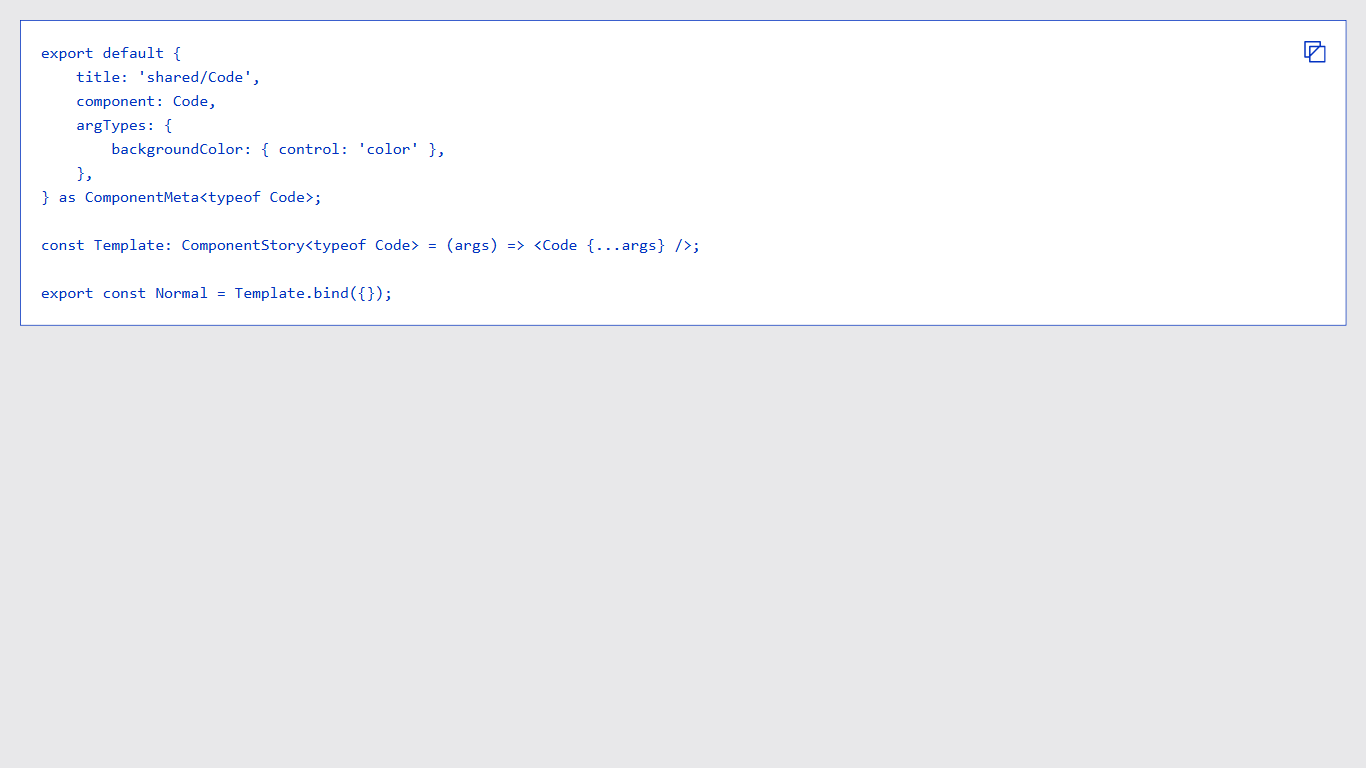 export default {
    title: 'shared/Code',
    component: Code,
    argTypes: {
        backgroundColor: { control: 'color' },
    },
} as ComponentMeta<typeof Code>;

const Template: ComponentStory<typeof Code> = (args) => <Code {...args} />;

export const Normal = Template.bind({});